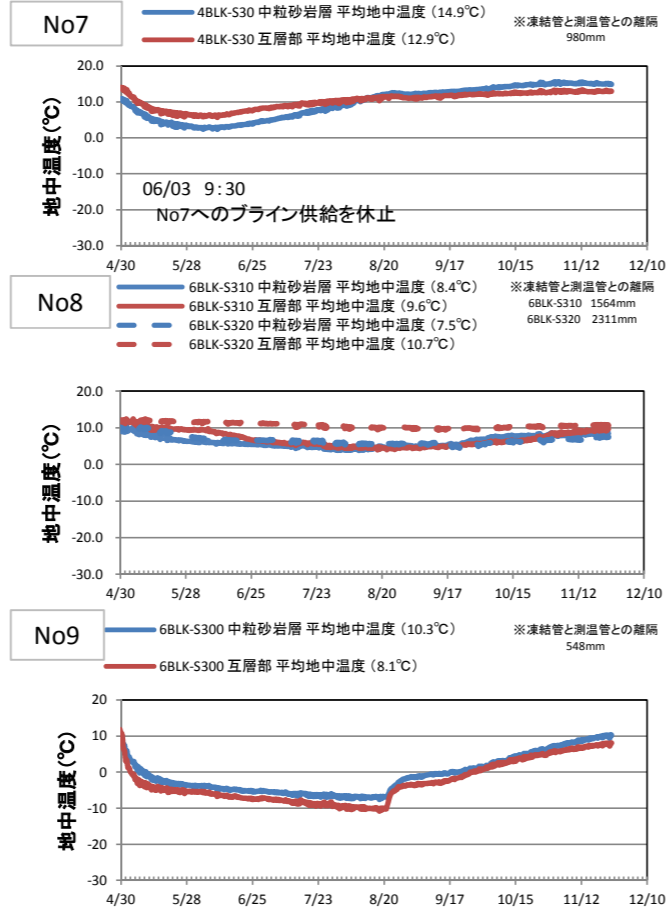 No7
4BLK-S30 中粒砂岩層 平均地中温度 (14.9℃)
4BLK-S30 互層部 平均地中温度 (12.9℃)
※凍結管と測温管との離隔
980mm
地中温度(℃)
20.0
10.0
0.0
-10.0
-20.0
-30.0
06/03 9:30
No7へのブライン供給を休止
4/30 5/28 6/25 7/23 8/20 9/17 10/15 11/12 12/10
No8
6BLK-S310 中粒砂岩層 平均地中温度 (8.4℃)
6BLK-S310 互層部 平均地中温度 (9.6℃)
6BLK-S320 中粒砂岩層 平均地中温度 (7.5℃)
6BLK-S320 互層部 平均地中温度 (10.7℃)
※凍結管と測温管との離隔
6BLK-S310 1564mm
6BLK-S320 2311mm
地中温度(℃)
20.0
10.0
0.0
-10.0
-20.0
-30.0
4/30 5/28 6/25 7/23 8/20 9/17 10/15 11/12 12/10
No9
6BLK-S300 中粒砂岩層 平均地中温度 (10.3℃)
6BLK-S300 互層部 平均地中温度 (8.1℃)
※凍結管と測温管との離隔
548mm
地中温度(℃)
20
10
0
-10
-20
-30
4/30 5/28 6/25 7/23 8/20 9/17 10/15 11/12 12/10